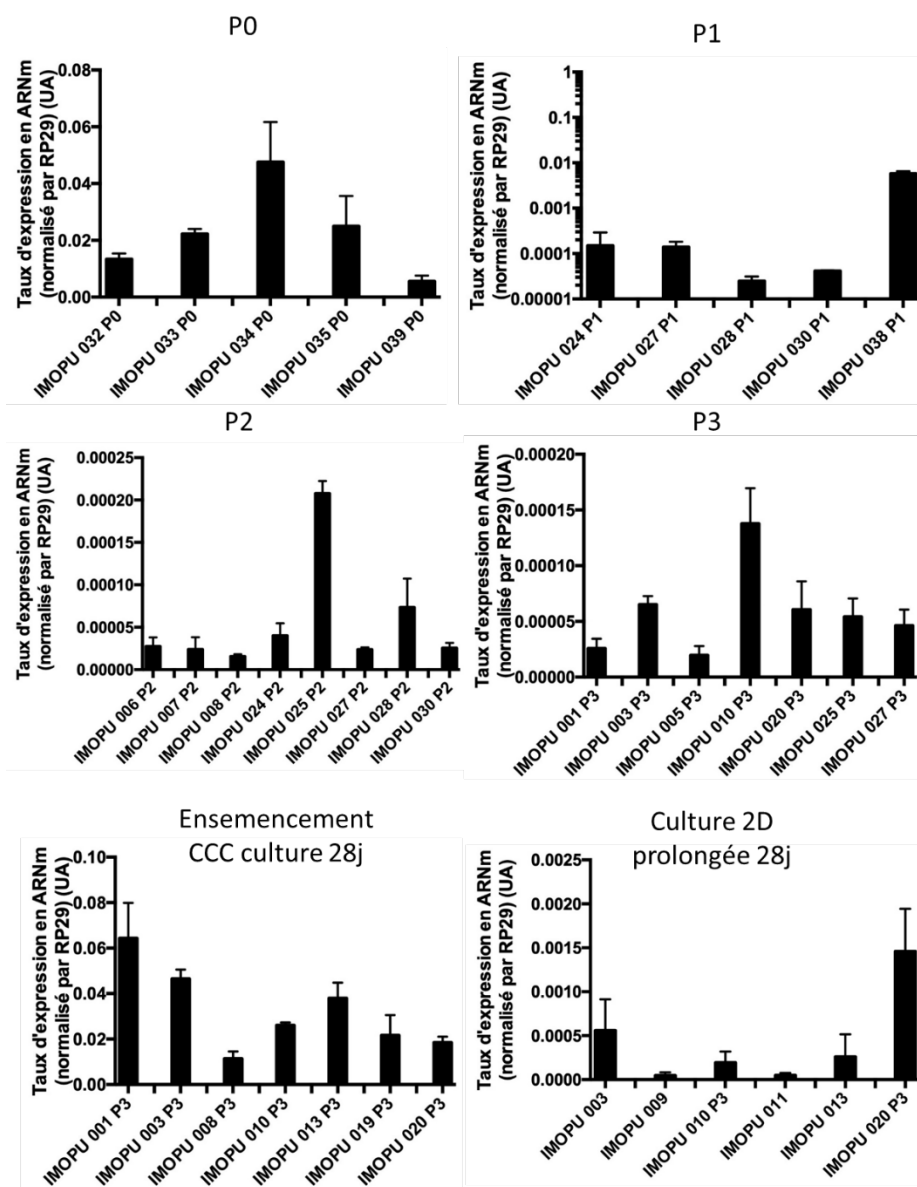 P0
Taux d'expression en ARNm
(normalisé par RP29) (UA)
0.08
0.06
0.04
0.02
0.00
IMOPU 032 P0
IMOPU 033 P0
IMOPU 034 P0
IMOPU 035 P0
IMOPU 039 P0
P1
Taux d'expression en ARNm
(normalisé par RP29) (UA)
1
0.1
0.01
0.001
0.0001
0.00001
IMOPU 024 P1
IMOPU 027 P1
IMOPU 028 P1
IMOPU 030 P1
IMOPU 038 P1
P2
Taux d'expression en ARNm
(normalisé par RP29) (UA)
0.00025
0.00020
0.00015
0.00010
0.00005
0.00000
IMOPU 006 P2
IMOPU 007 P2
IMOPU 008 P2
IMOPU 024 P2
IMOPU 025 P2
IMOPU 027 P2
IMOPU 028 P2
IMOPU 030 P2
P3
Taux d'expression en ARNm
(normalisé par RP29) (UA)
0.00020
0.00015
0.00010
0.00005
0.00000
IMOPU 001 P3
IMOPU 003 P3
IMOPU 005 P3
IMOPU 010 P3
IMOPU 020 P3
IMOPU 025 P3
IMOPU 027 P3
Ensemencement
CCC culture 28j
Taux d'expression en ARNm
(normalisé par RP29) (UA)
0.10
0.08
0.06
0.04
0.02
0.00
IMOPU 001 P3
IMOPU 003 P3
IMOPU 008 P3
IMOPU 010 P3
IMOPU 013 P3
IMOPU 019 P3
IMOPU 020 P3
Culture 2D
prolongée 28j
Taux d'expression en ARNm
(normalisé par RP29) (UA)
0.0025
0.0020
0.0015
0.0010
0.0005
0.0000
IMOPU 003
IMOPU 009
IMOPU 010 P3
IMOPU 011
IMOPU 013
IMOPU 020 P3